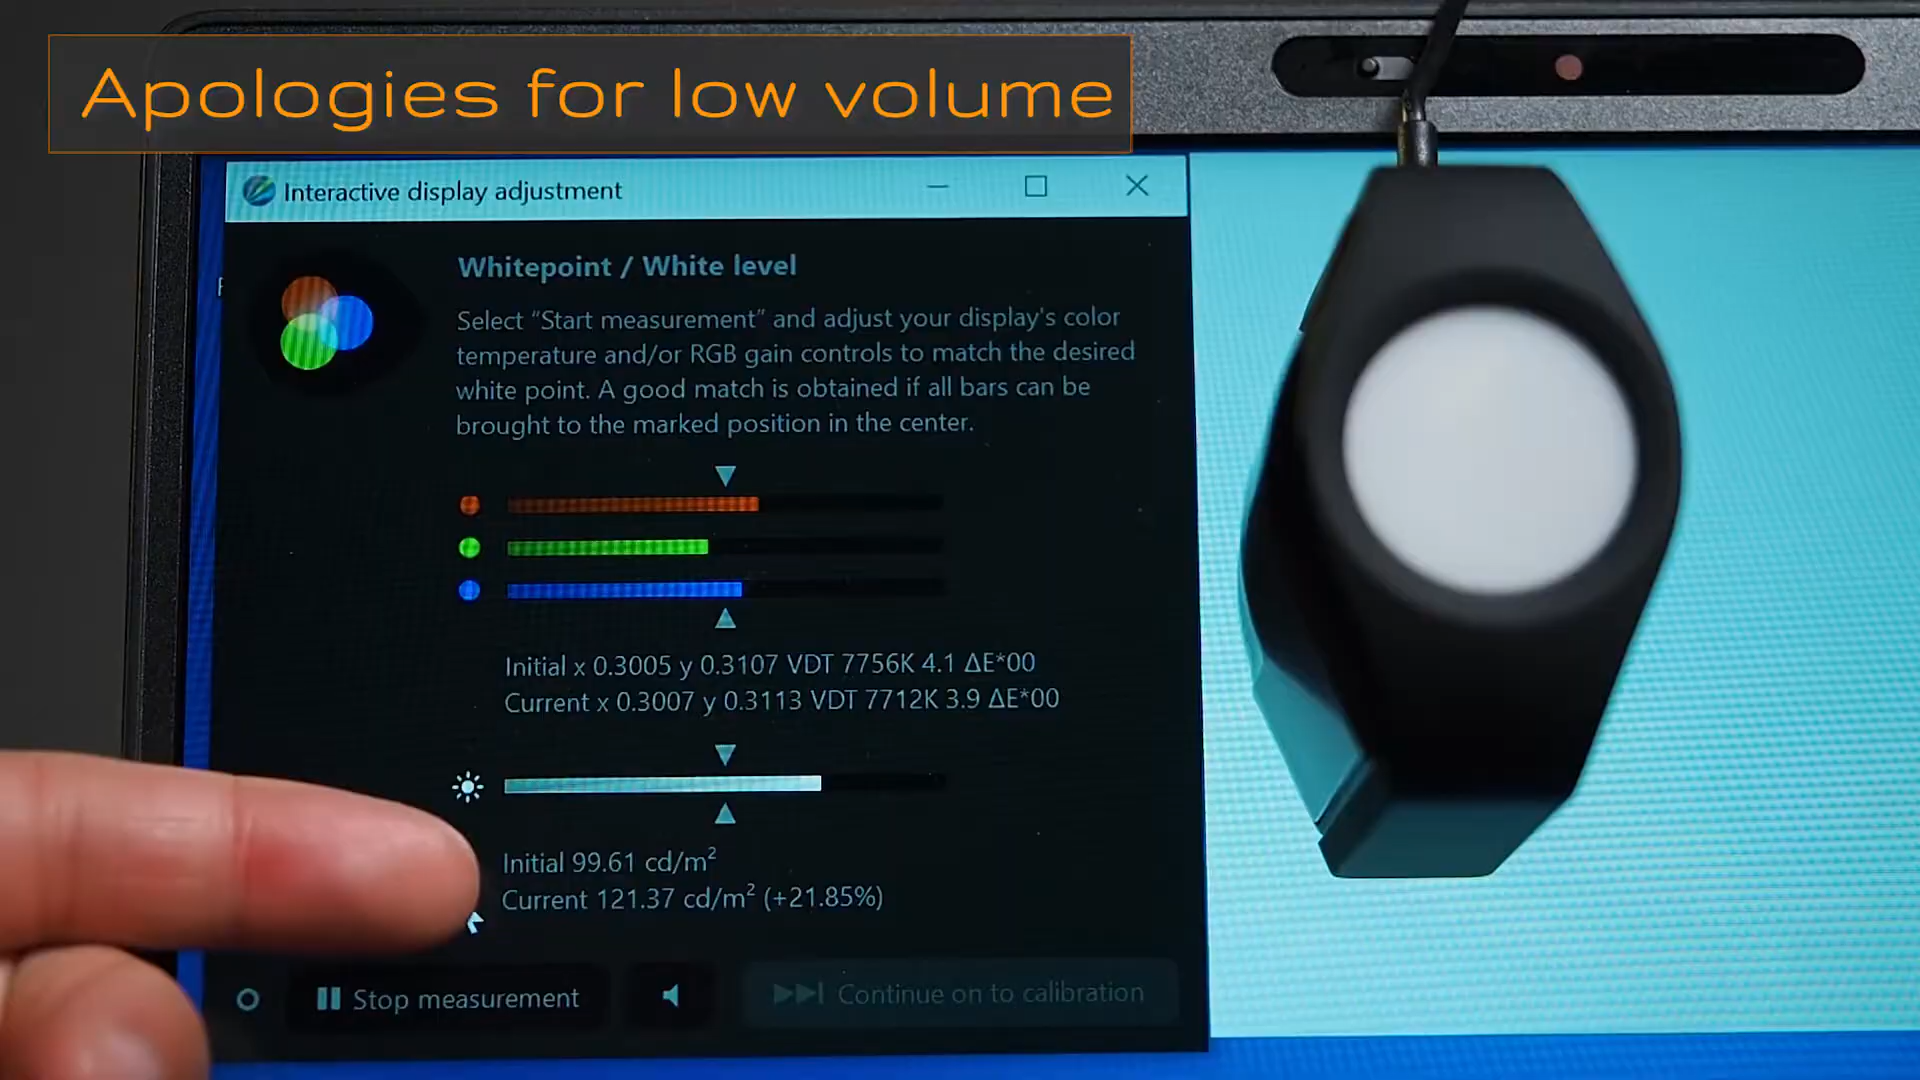 Apologies for low volume
Interactive display adjustment
Whitepoint / White level
Select “Start measurement” and adjust your display's color
temperature and/or RGB gain controls to match the desired
white point. A good match is obtained if all bars can be
brought to the marked position in the center.
Initial x 0.3005 y 0.3107 VDT 7756K 4.1 ΔE*00
Current x 0.3007 y 0.3113 VDT 7712K 3.9 ΔE*00
Initial 99.61 cd/m²
Current 121.37 cd/m² (+21.85%)
Stop measurement
Continue on to calibration